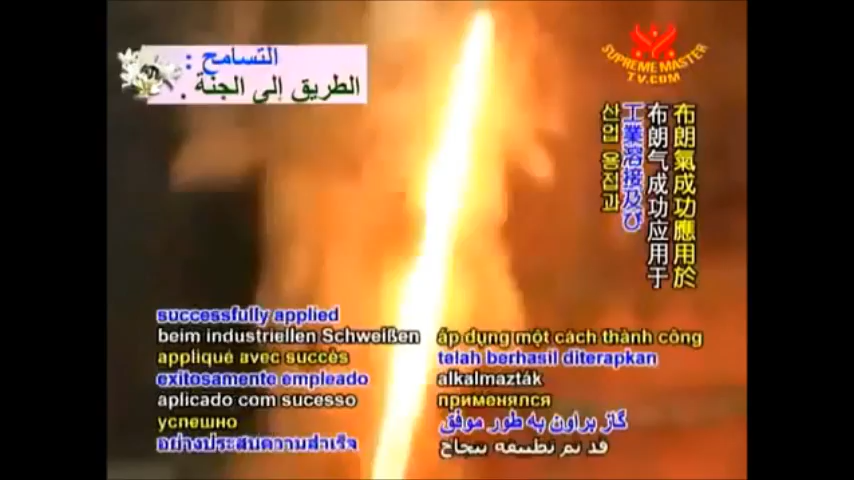 التسامح :
الطريق إلى الجنة .
SUPREME MASTER
TV.COM
布朗氣成功應用於
布朗气成功应用于
工業溶接及び
산업 용접과
successfully applied
beim industriellen Schweißen
appliqué avec succès
exitosamente empleado
aplicado com sucesso
успешно
อย่างประสบความสำเร็จ
áp dụng một cách thành công
telah berhasil diterapkan
alkalmazták
применялся
گاز براون به طور موفق
قد تم تطبيقه بنجاح